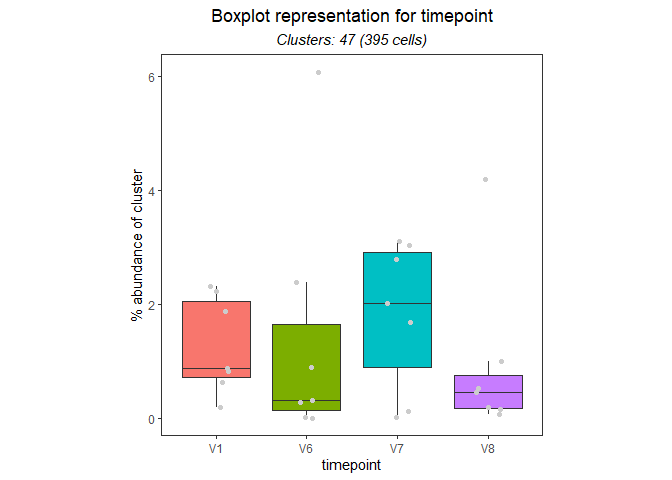 Boxplot representation for timepoint
Clusters: 47 (395 cells)
% abundance of cluster
6
4
2
0
V1 V6 V7 V8
timepoint